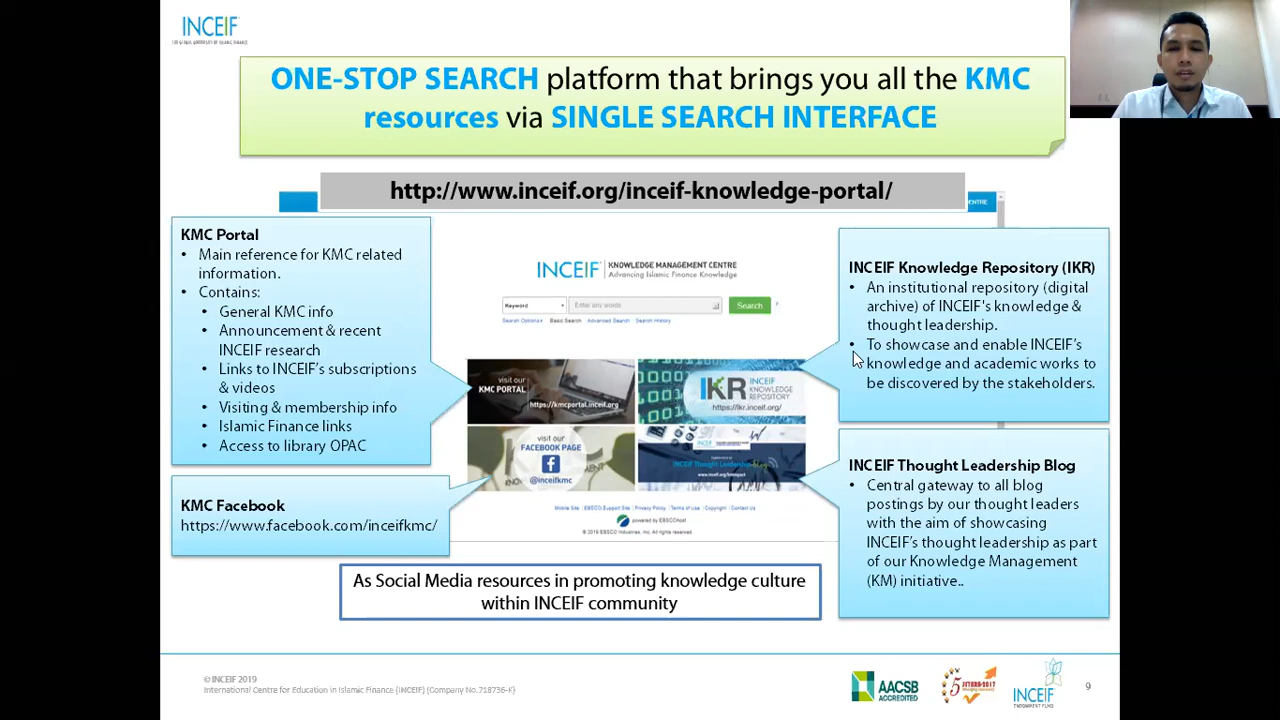 INCEIF
THE GLOBAL UNIVERSITY OF ISLAMIC FINANCE
ONE-STOP SEARCH platform that brings you all the KMC
resources via SINGLE SEARCH INTERFACE
http://www.inceif.org/inceif-knowledge-portal/
CENTRE
KMC Portal
• Main reference for KMC related
information.
• Contains:
• General KMC info
• Announcement & recent
INCEIF research
• Links to INCEIF's subscriptions
& videos
• Visiting & membership info
• Islamic Finance links
• Access to library OPAC
KMC Facebook
https://www.facebook.com/inceifkmc/
INCEIF KNOWLEDGE MANAGEMENT CENTRE
Advancing Islamic Finance Knowledge
Keyword Enter any words Search
Search Options Basic Search Advanced Search Search History
visit our
KMC PORTAL
https://kmcportal.inceif.org
IKR INCEIF
KNOWLEDGE
REPOSITORY
https://ikr.inceif.org/
visit our
FACEBOOK PAGE
@inceifkmc
INCEIF Thought Leadership Blog
Mobile Site EBSCO Support Site Privacy Policy Terms of Use Copyright Contact Us
powered by EBSCOhost
© 2019 EBSCO Industries, Inc. All rights reserved.
INCEIF Knowledge Repository (IKR)
• An institutional repository (digital
archive) of INCEIF's knowledge &
thought leadership.
• To showcase and enable INCEIF's
knowledge and academic works to
be discovered by the stakeholders.
INCEIF Thought Leadership Blog
• Central gateway to all blog
postings by our thought leaders
with the aim of showcasing
INCEIF's thought leadership as part
of our Knowledge Management
(KM) initiative..
As Social Media resources in promoting knowledge culture
within INCEIF community
© INCEIF 2019
International Centre for Education in Islamic Finance (INCEIF) (Company No.718736-K)
AACSB
ACCREDITED
5 SETARA-2017
INCEIF
ENDOWMENT FUND
9